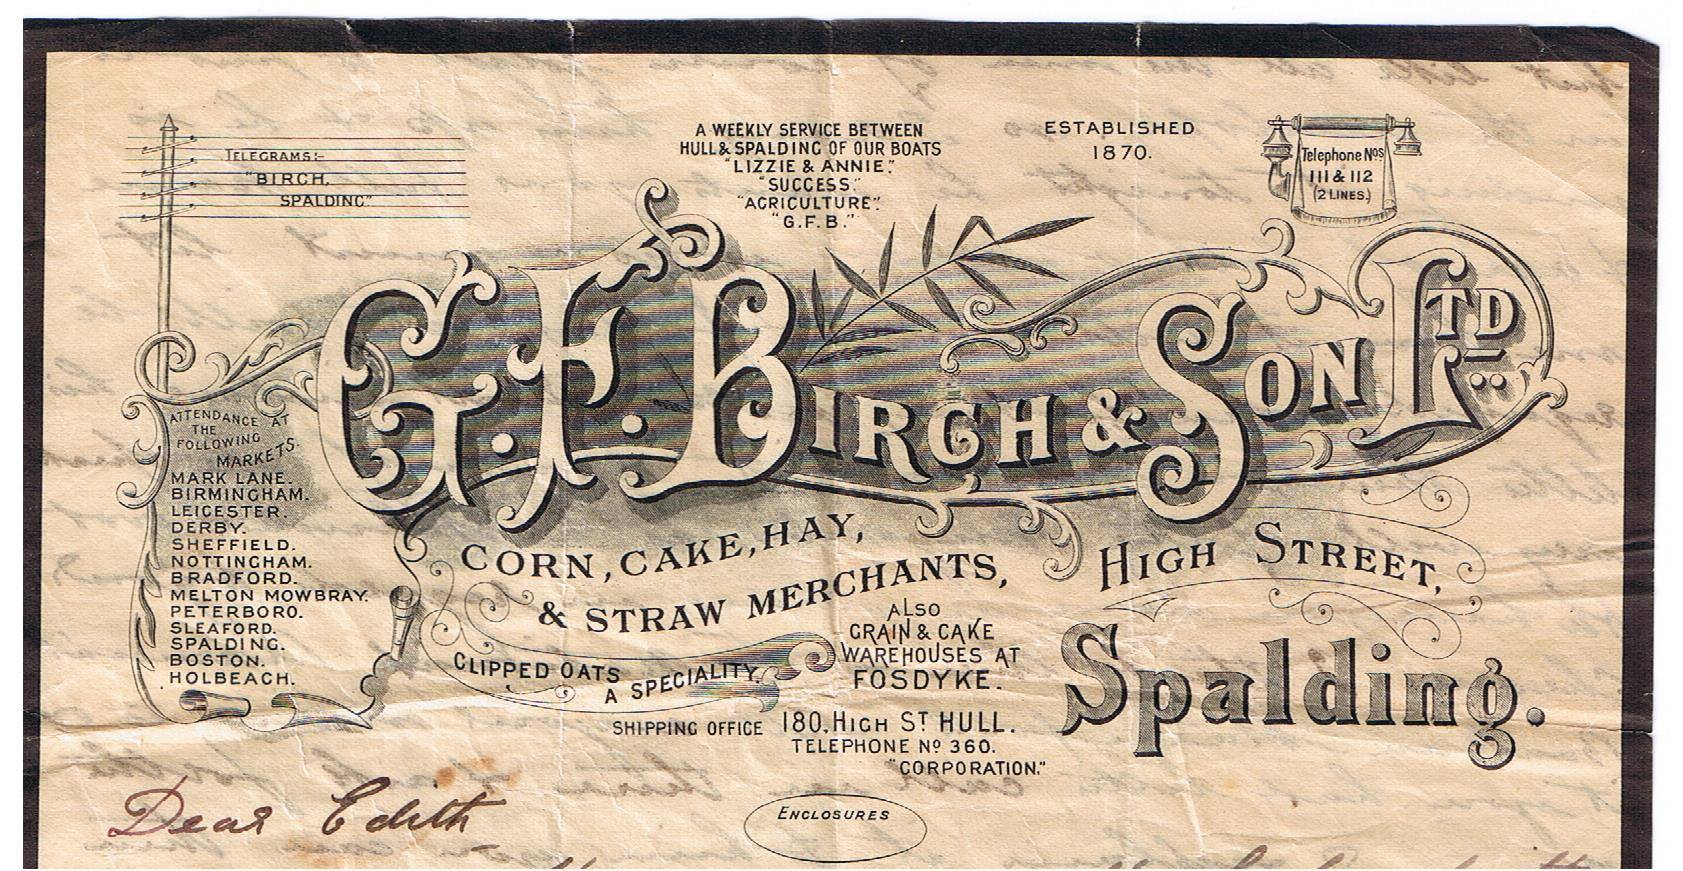 TELEGRAMS:-
"BIRCH,
SPALDING."
A WEEKLY SERVICE BETWEEN
HULL & SPALDING OF OUR BOATS
"LIZZIE & ANNIE."
"SUCCESS."
"AGRICULTURE."
"G.F.B."
ESTABLISHED
1870.
Telephone Nos
111 & 112
(2 LINES.)
G. F. BIRCH & SON LTD
ATTENDANCE AT
THE
FOLLOWING
MARKETS.
MARK LANE.
BIRMINGHAM.
LEICESTER.
DERBY.
SHEFFIELD.
NOTTINGHAM.
BRADFORD.
MELTON MOWBRAY.
PETERBORO.
SLEAFORD.
SPALDING.
BOSTON.
HOLBEACH.
CORN, CAKE, HAY,
& STRAW MERCHANTS,
CLIPPED OATS
A SPECIALITY.
ALSO
GRAIN & CAKE
WAREHOUSES AT
FOSDYKE.
HIGH STREET,
Spalding.
SHIPPING OFFICE 180, HIGH ST HULL.
TELEPHONE No 360.
"CORPORATION."
ENCLOSURES
Dear Edith